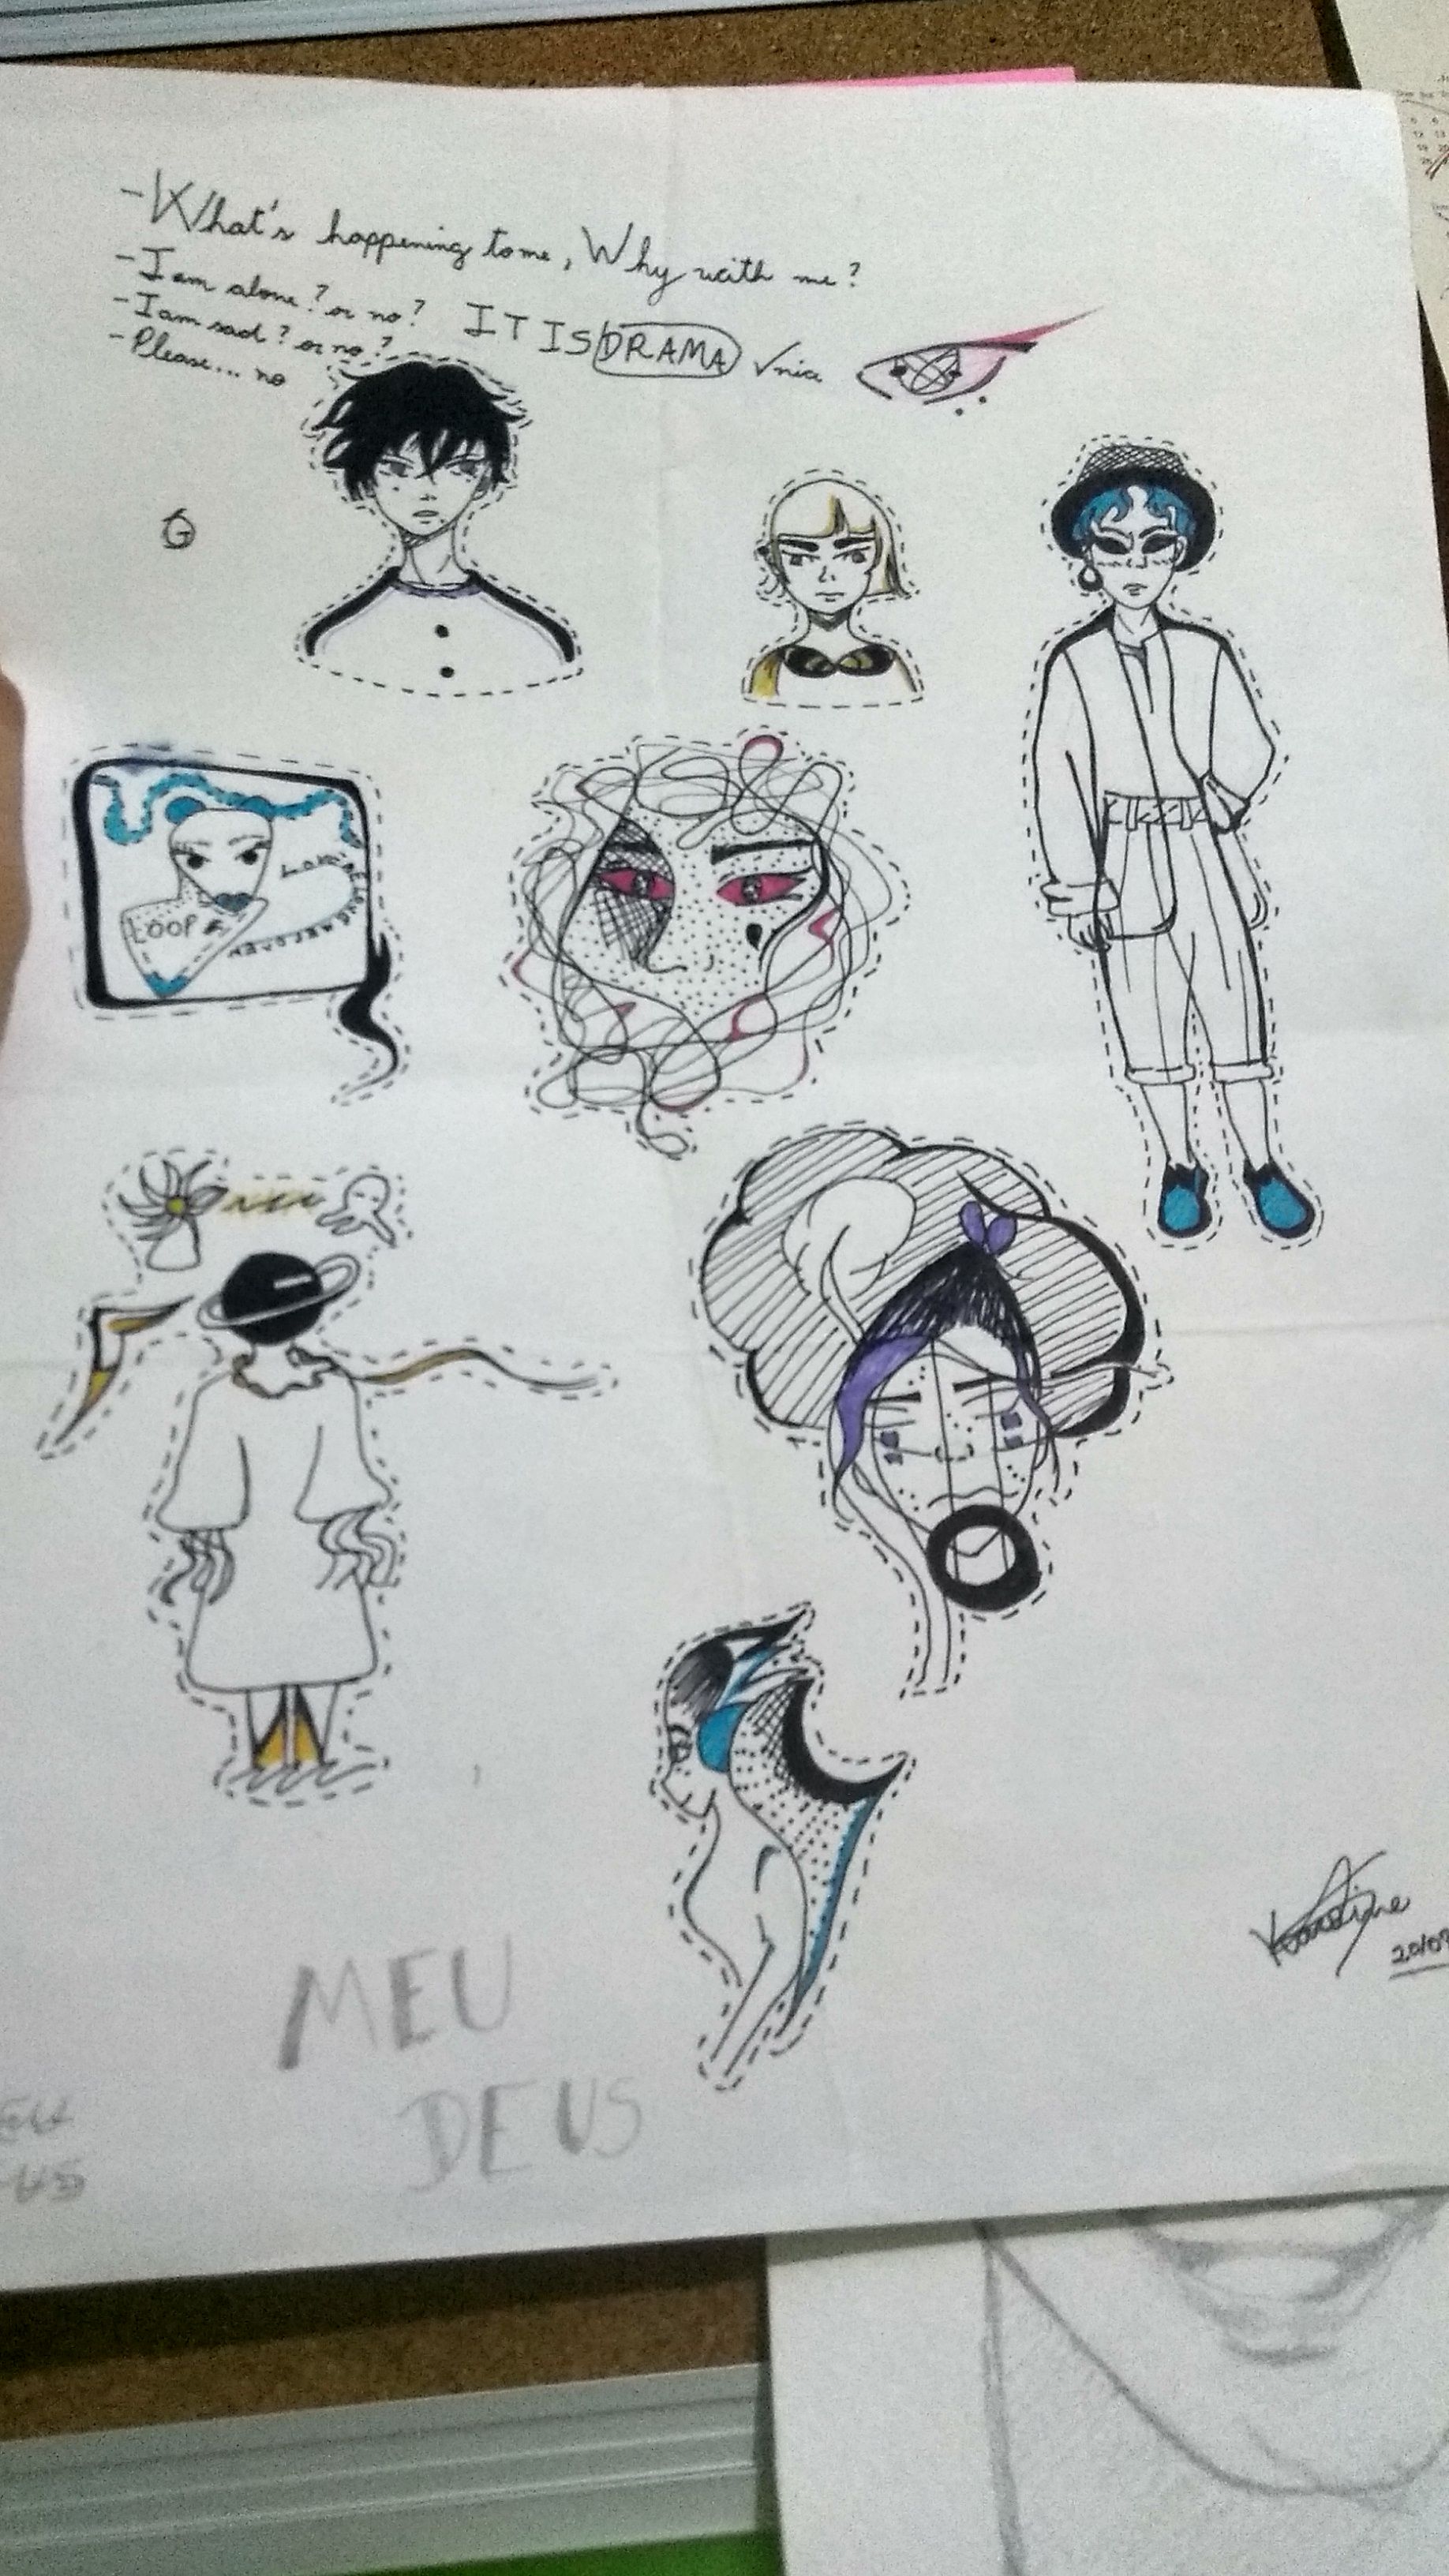 - What's happening to me, Why with me?
- I am alone? or no?
- I am sad? or no?
- Please... no
IT IS DRAMA
G
LOOP
MEU
DEUS
Karoline